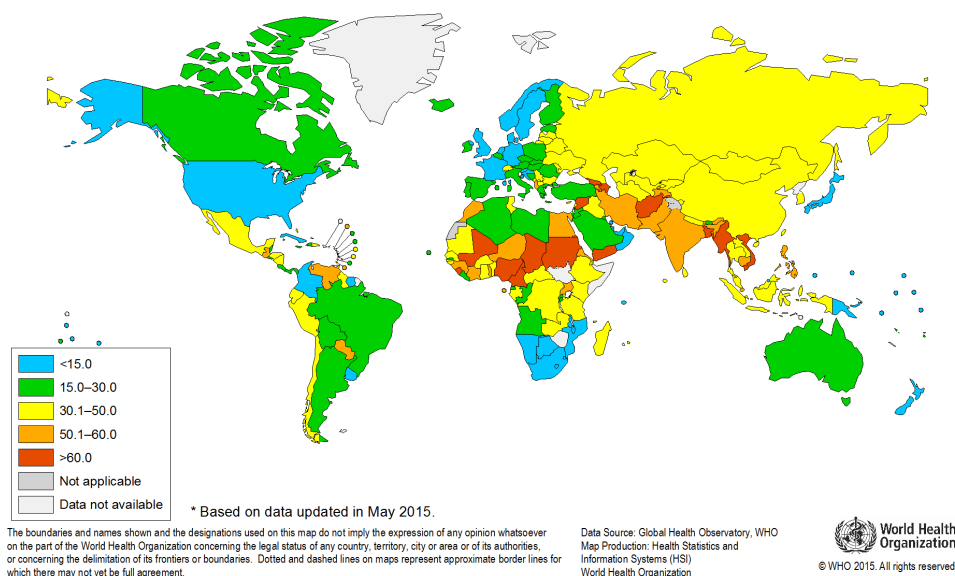 <15.0
15.0–30.0
30.1–50.0
50.1–60.0
>60.0
Not applicable
Data not available
* Based on data updated in May 2015.
The boundaries and names shown and the designations used on this map do not imply the expression of any opinion whatsoever
on the part of the World Health Organization concerning the legal status of any country, territory, city or area or of its authorities,
or concerning the delimitation of its frontiers or boundaries. Dotted and dashed lines on maps represent approximate border lines for
which there may not yet be full agreement.
Data Source: Global Health Observatory, WHO
Map Production: Health Statistics and
Information Systems (HSI)
World Health Organization
World Health
Organization
© WHO 2015. All rights reserved